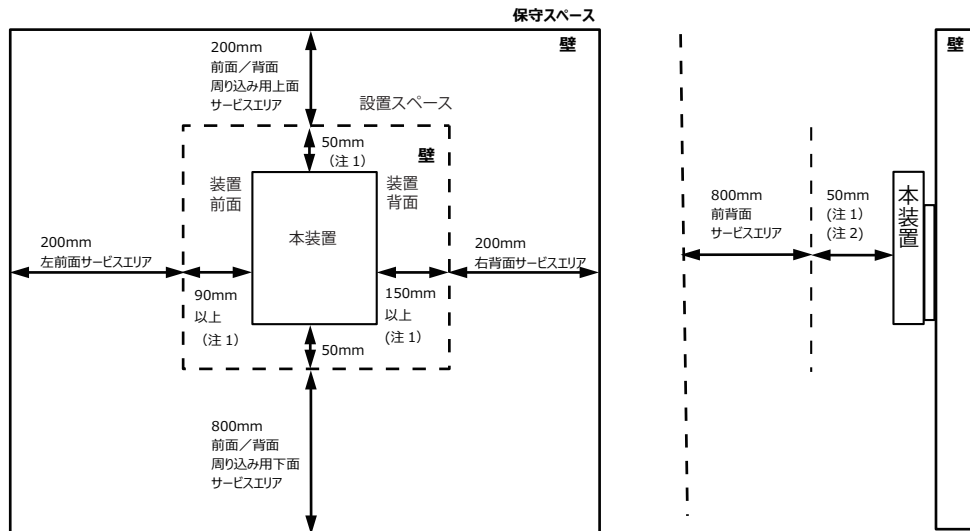 保守スペース
壁
200mm
前面／背面
周り込み用上面
サービスエリア
設置スペース
50mm
（注 1）
壁
装置
前面
装置
背面
本装置
200mm
左前面サービスエリア
200mm
右背面サービスエリア
90mm
以上
（注 1）
150mm
以上
(注 1)
50mm
800mm
前面／背面
周り込み用下面
サービスエリア
壁
800mm
前背面
サービスエリア
50mm
(注 1)
(注 2)
本装置